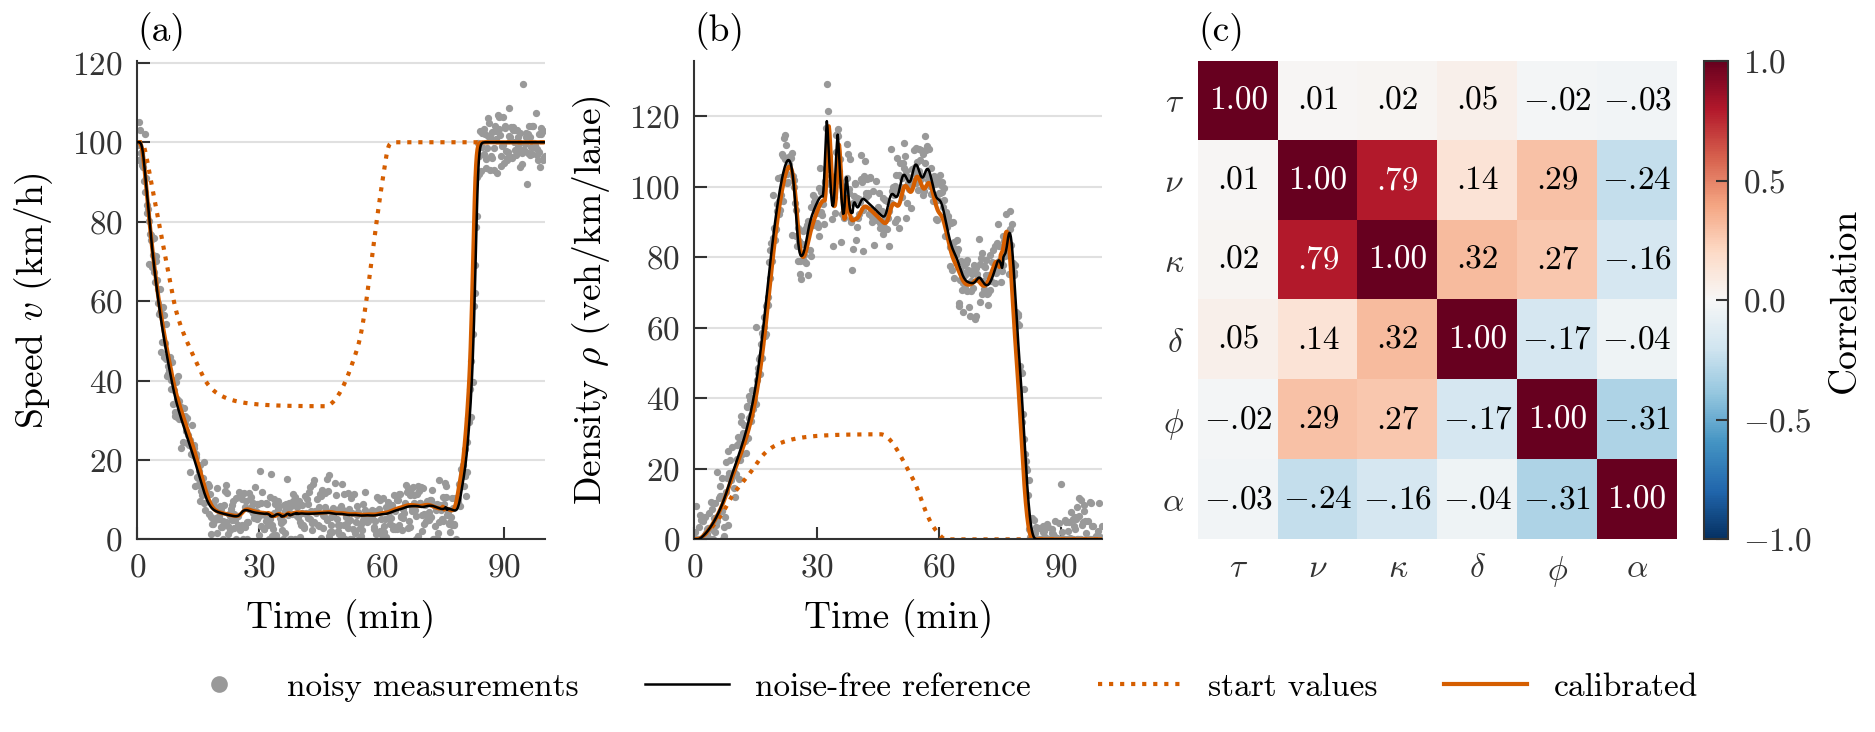 (a)
120
100
80
60
40
20
0
0 30 60 90
Speed v (km/h)
Time (min)
(b)
120
100
80
60
40
20
0
0 30 60 90
Density ρ (veh/km/lane)
Time (min)
(c)
τ 1.00 .01 .02 .05 −.02 −.03
ν .01 1.00 .79 .14 .29 −.24
κ .02 .79 1.00 .32 .27 −.16
δ .05 .14 .32 1.00 −.17 −.04
ϕ −.02 .29 .27 −.17 1.00 −.31
α −.03 −.24 −.16 −.04 −.31 1.00
τ ν κ δ ϕ α
1.0
0.5
0.0
−0.5
−1.0
Correlation
noisy measurements noise-free reference start values calibrated